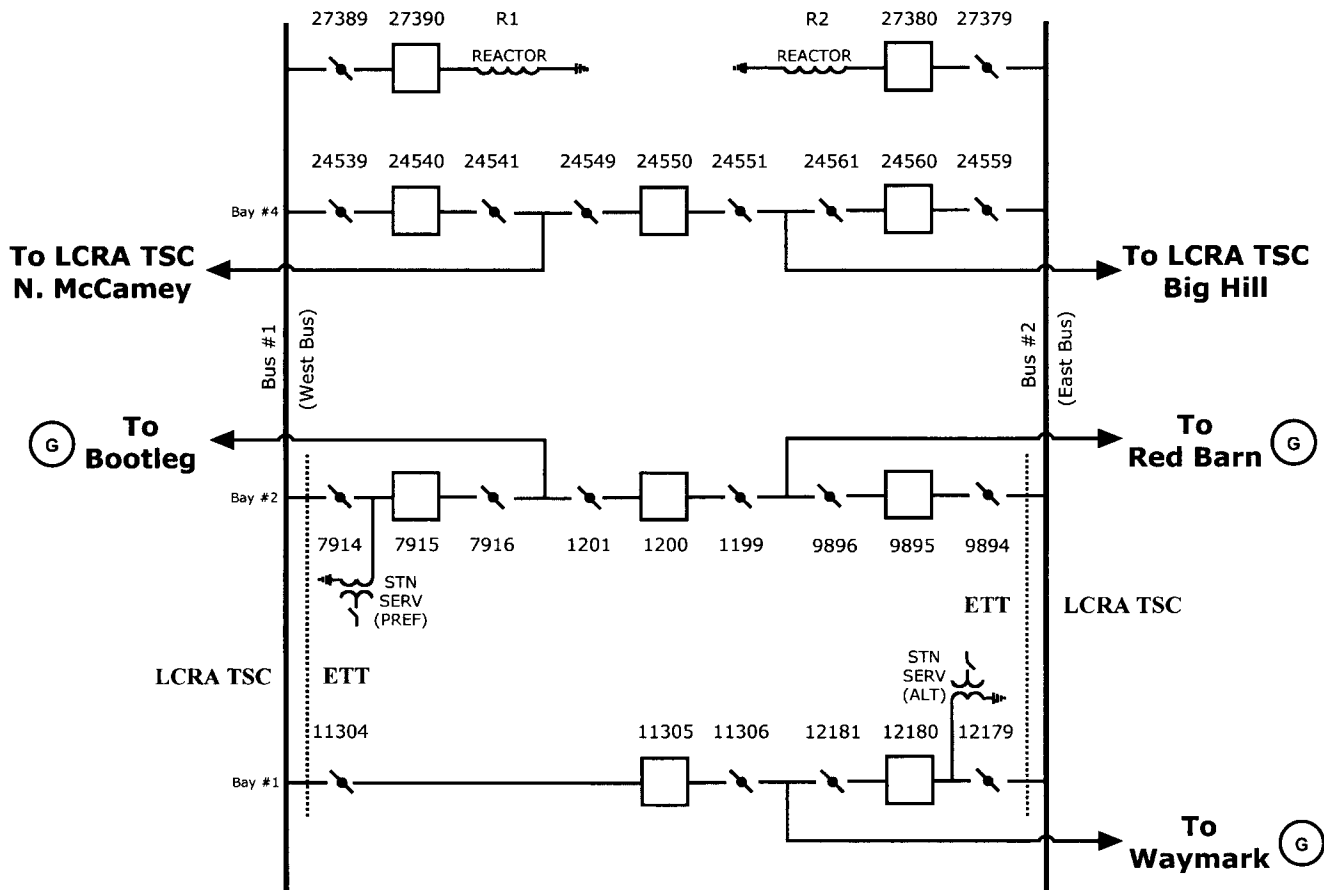 27389 27390 R1 R2 27380 27379
REACTOR REACTOR
24539 24540 24541 24549 24550 24551 24561 24560 24559
Bay #4
To LCRA TSC
N. McCamey
To LCRA TSC
Big Hill
Bus #1
(West Bus)
Bus #2
(East Bus)
G
To
Bootleg
To
Red Barn
G
Bay #2
7914 7915 7916 1201 1200 1199 9896 9895 9894
STN
SERV
(PREF)
ETT LCRA TSC
LCRA TSC ETT
STN
SERV
(ALT)
11304 11305 11306 12181 12180 12179
Bay #1
To
Waymark
G